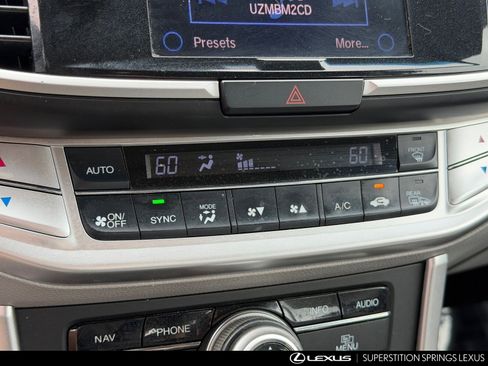 UZMBM2CD
Presets More...
AUTO 60 60 FRONT
ON/OFF SYNC MODE A/C REAR
NAV PHONE INFO AUDIO
MENU
LEXUS SUPERSTITION SPRINGS LEXUS